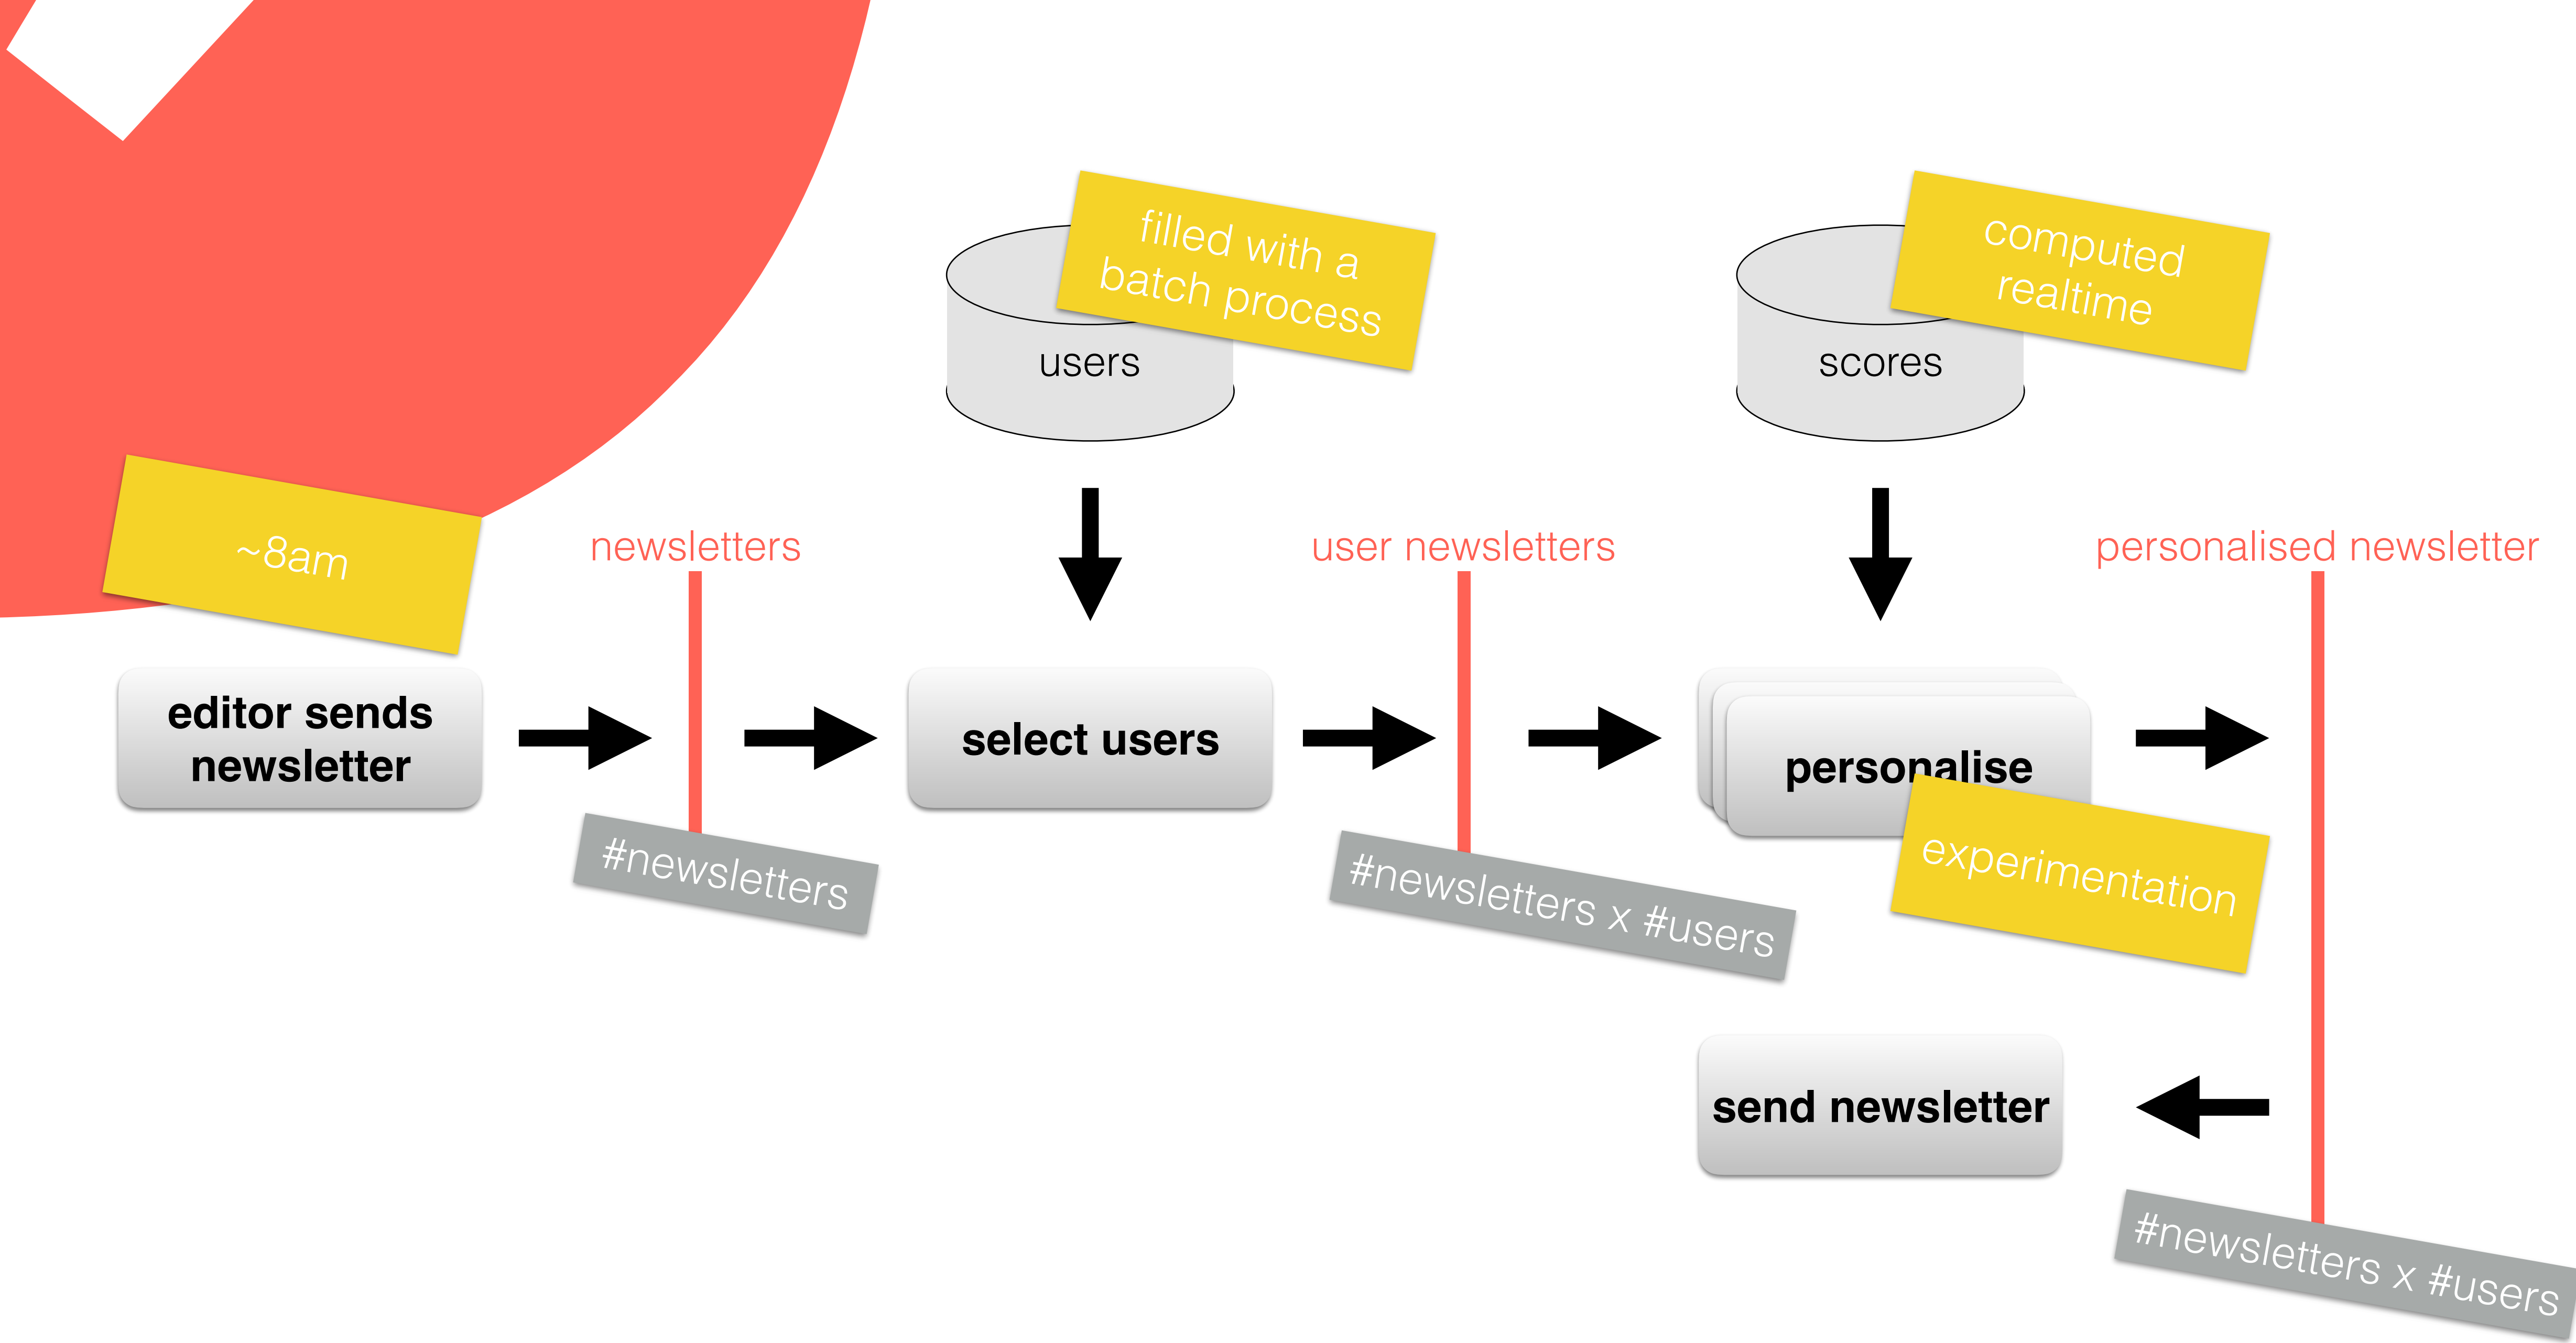 filled with a
batch process
users
computed
realtime
scores
~8am
newsletters
user newsletters
personalised newsletter
editor sends
newsletter
select users
personalise
#newsletters
#newsletters x #users
experimentation
send newsletter
#newsletters x #users